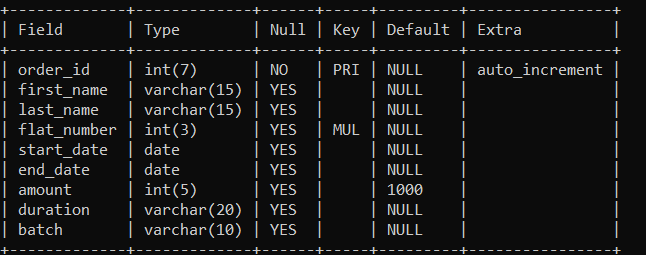 +--------------+-------------+------+-----+---------+----------------+
| Field        | Type        | Null | Key | Default | Extra          |
+--------------+-------------+------+-----+---------+----------------+
| order_id     | int(7)      | NO   | PRI | NULL    | auto_increment |
| first_name   | varchar(15) | YES  |     | NULL    |                |
| last_name    | varchar(15) | YES  |     | NULL    |                |
| flat_number  | int(3)      | YES  | MUL | NULL    |                |
| start_date   | date        | YES  |     | NULL    |                |
| end_date     | date        | YES  |     | NULL    |                |
| amount       | int(5)      | YES  |     | 1000    |                |
| duration     | varchar(20) | YES  |     | NULL    |                |
| batch        | varchar(10) | YES  |     | NULL    |                |
+--------------+-------------+------+-----+---------+----------------+